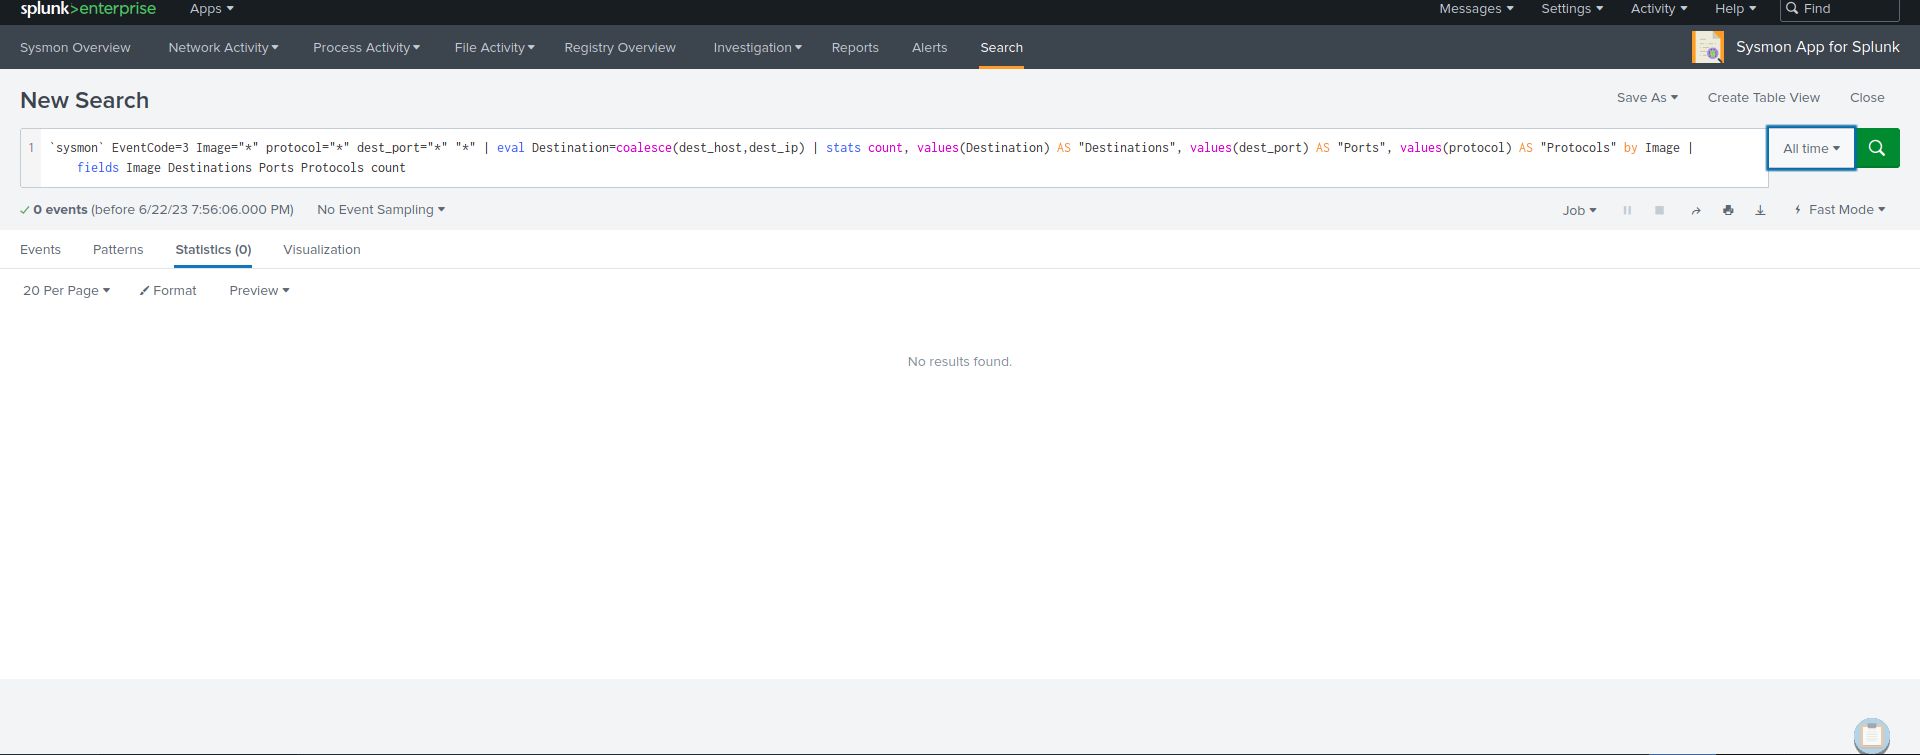 splunk>enterprise Apps Messages Settings Activity Help Find
Sysmon Overview Network Activity Process Activity File Activity Registry Overview Investigation Reports Alerts Search Sysmon App for Splunk
New Search Save As Create Table View Close
1 `sysmon` EventCode=3 Image="*" protocol="*" dest_port="*" "*" | eval Destination=coalesce(dest_host,dest_ip) | stats count, values(Destination) AS "Destinations", values(dest_port) AS "Ports", values(protocol) AS "Protocols" by Image | All time
fields Image Destinations Ports Protocols count
0 events (before 6/22/23 7:56:06.000 PM) No Event Sampling Job Fast Mode
Events Patterns Statistics (0) Visualization
20 Per Page Format Preview
No results found.